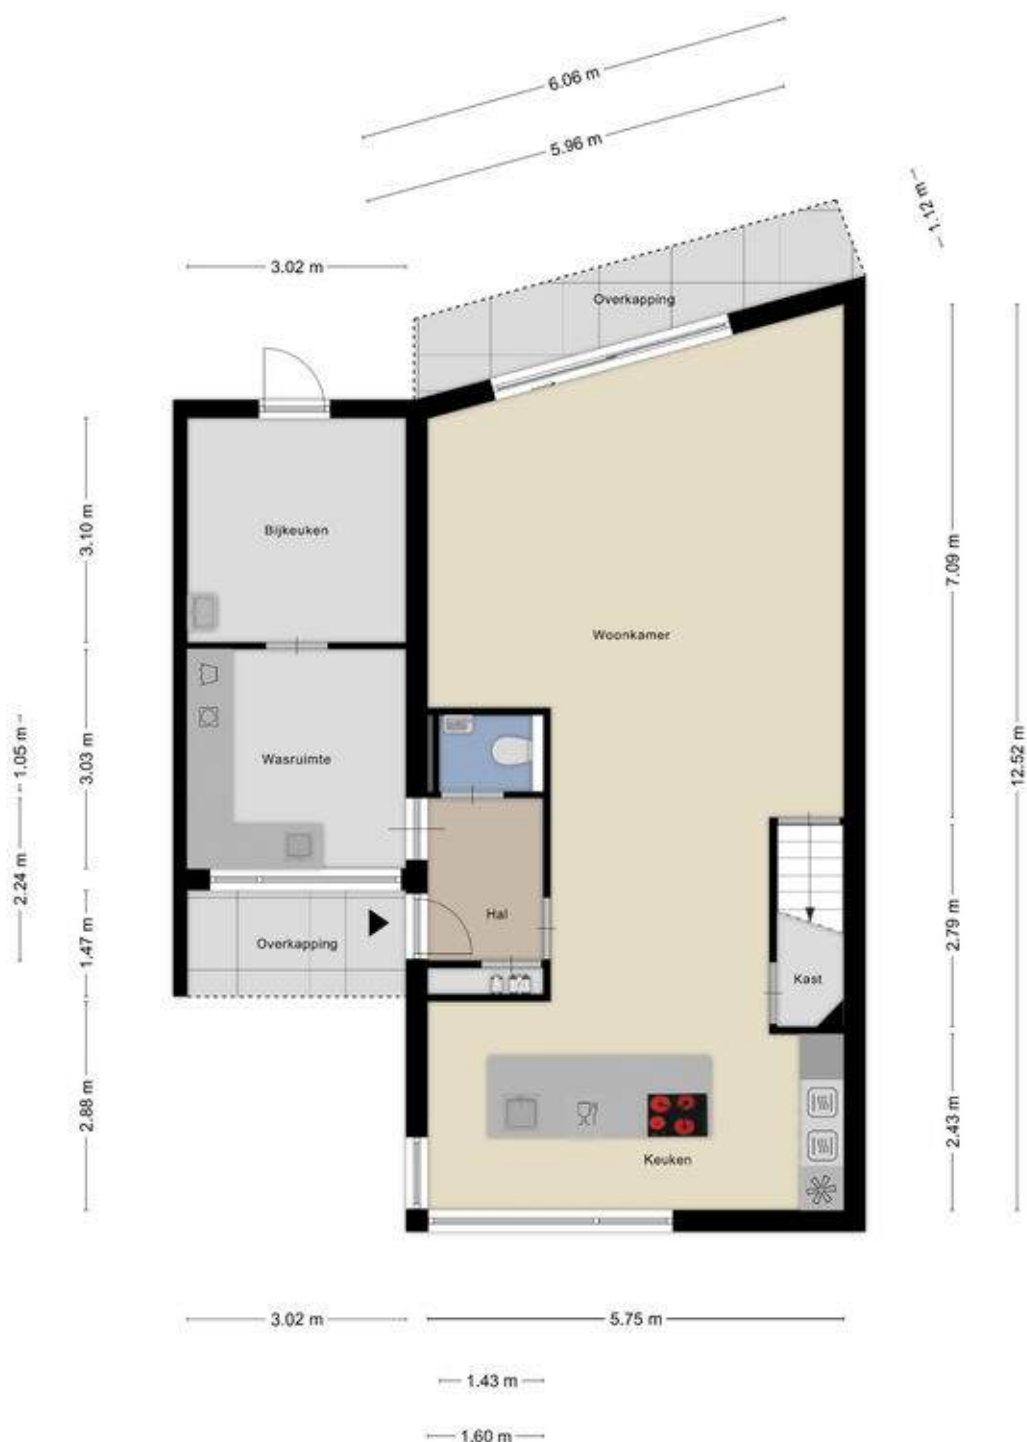 6.06 m
5.96 m
1.12 m
3.02 m
Overkapping
3.10 m
Bijkeuken
7.09 m
Woonkamer
1.05 m
3.03 m
Wasruimte
12.52 m
2.24 m
1.47 m
Hal
2.79 m
Overkapping
Kast
2.88 m
2.43 m
Keuken
3.02 m
5.75 m
1.43 m
1.60 m